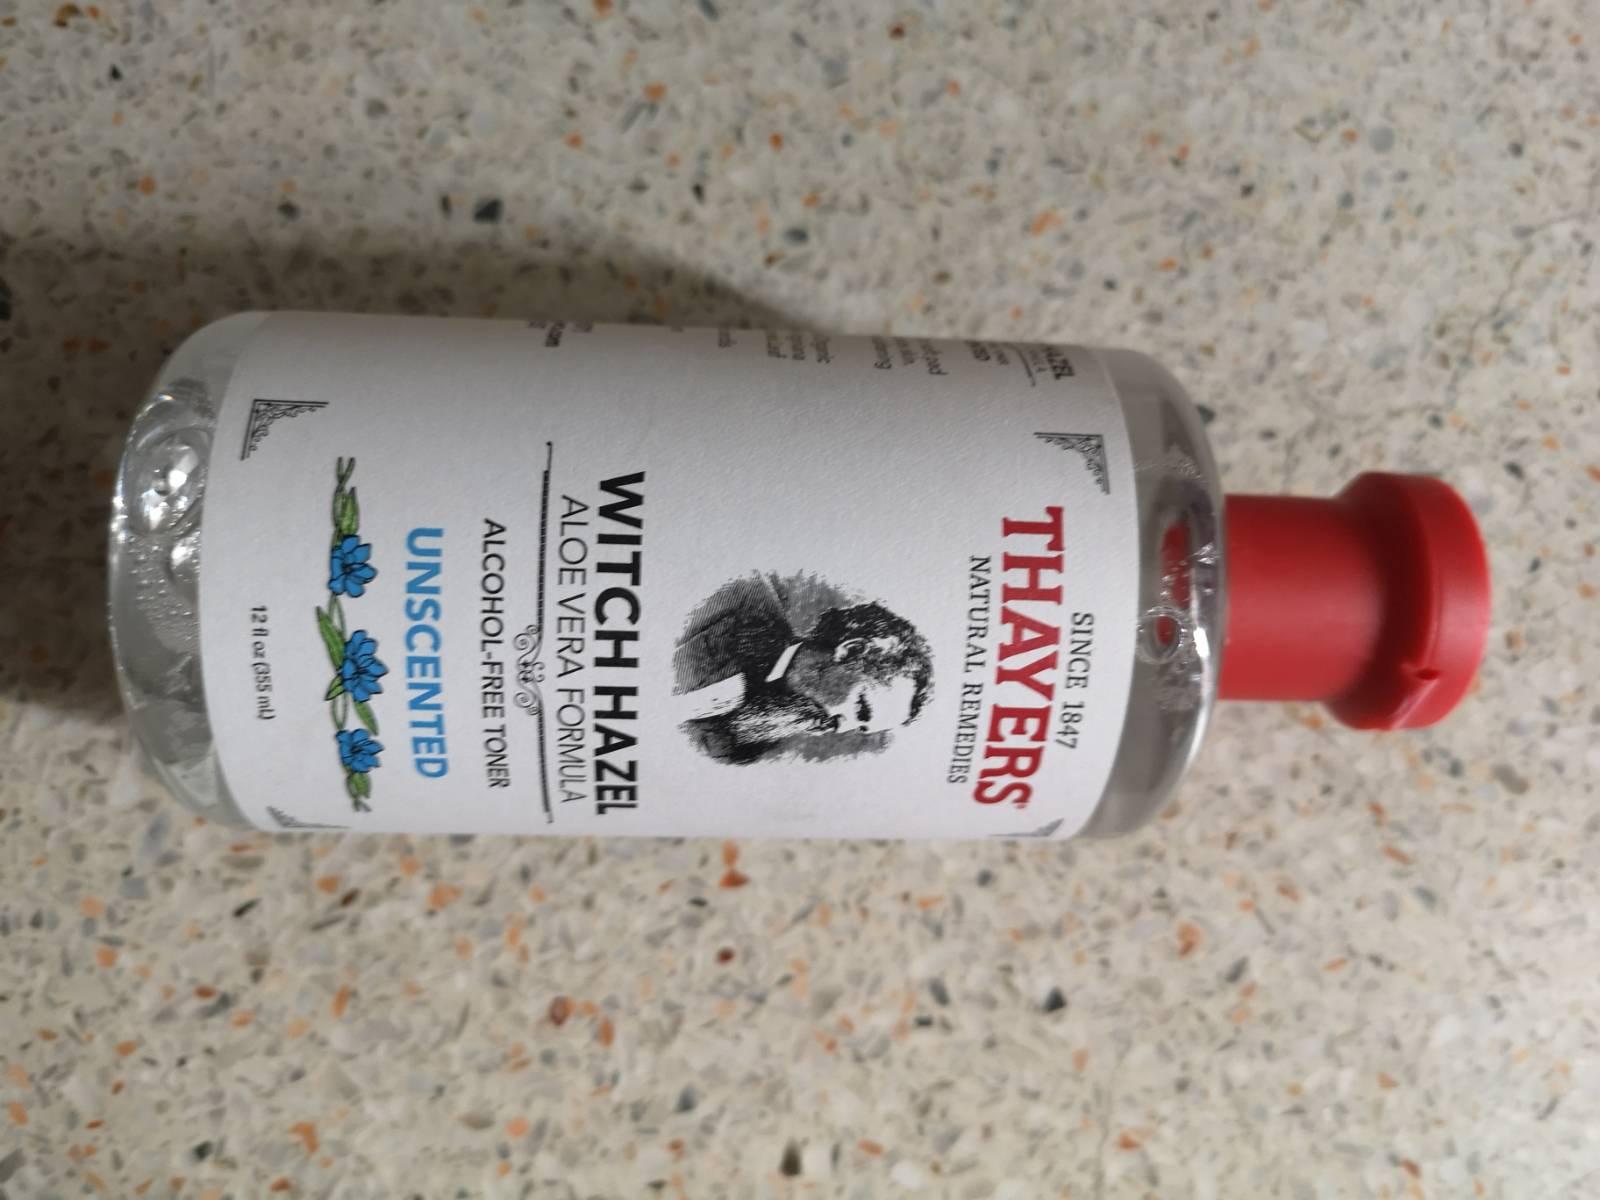 SINCE 1847
THAYERS®
NATURAL REMEDIES
WITCH HAZEL
ALOE VERA FORMULA
ALCOHOL-FREE TONER
UNSCENTED
12 fl oz (355 mL)